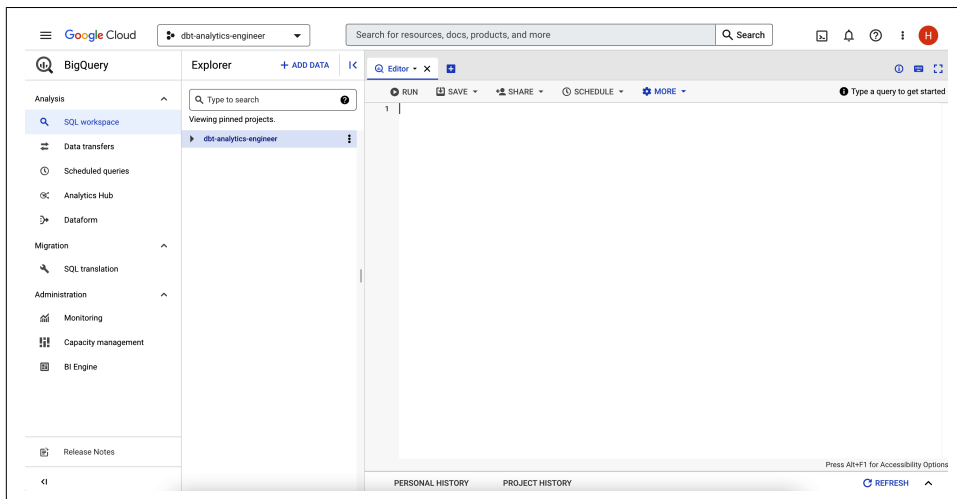 Google Cloud
dbt-analytics-engineer
Search for resources, docs, products, and more
Search
H
BigQuery
Analysis
SQL workspace
Data transfers
Scheduled queries
Analytics Hub
Dataform
Migration
SQL translation
Administration
Monitoring
Capacity management
BI Engine
Release Notes
Explorer
+ ADD DATA
Type to search
Viewing pinned projects.
dbt-analytics-engineer
Editor
RUN
SAVE
SHARE
SCHEDULE
MORE
Type a query to get started
1
Press Alt+F1 for Accessibility Options
PERSONAL HISTORY
PROJECT HISTORY
REFRESH